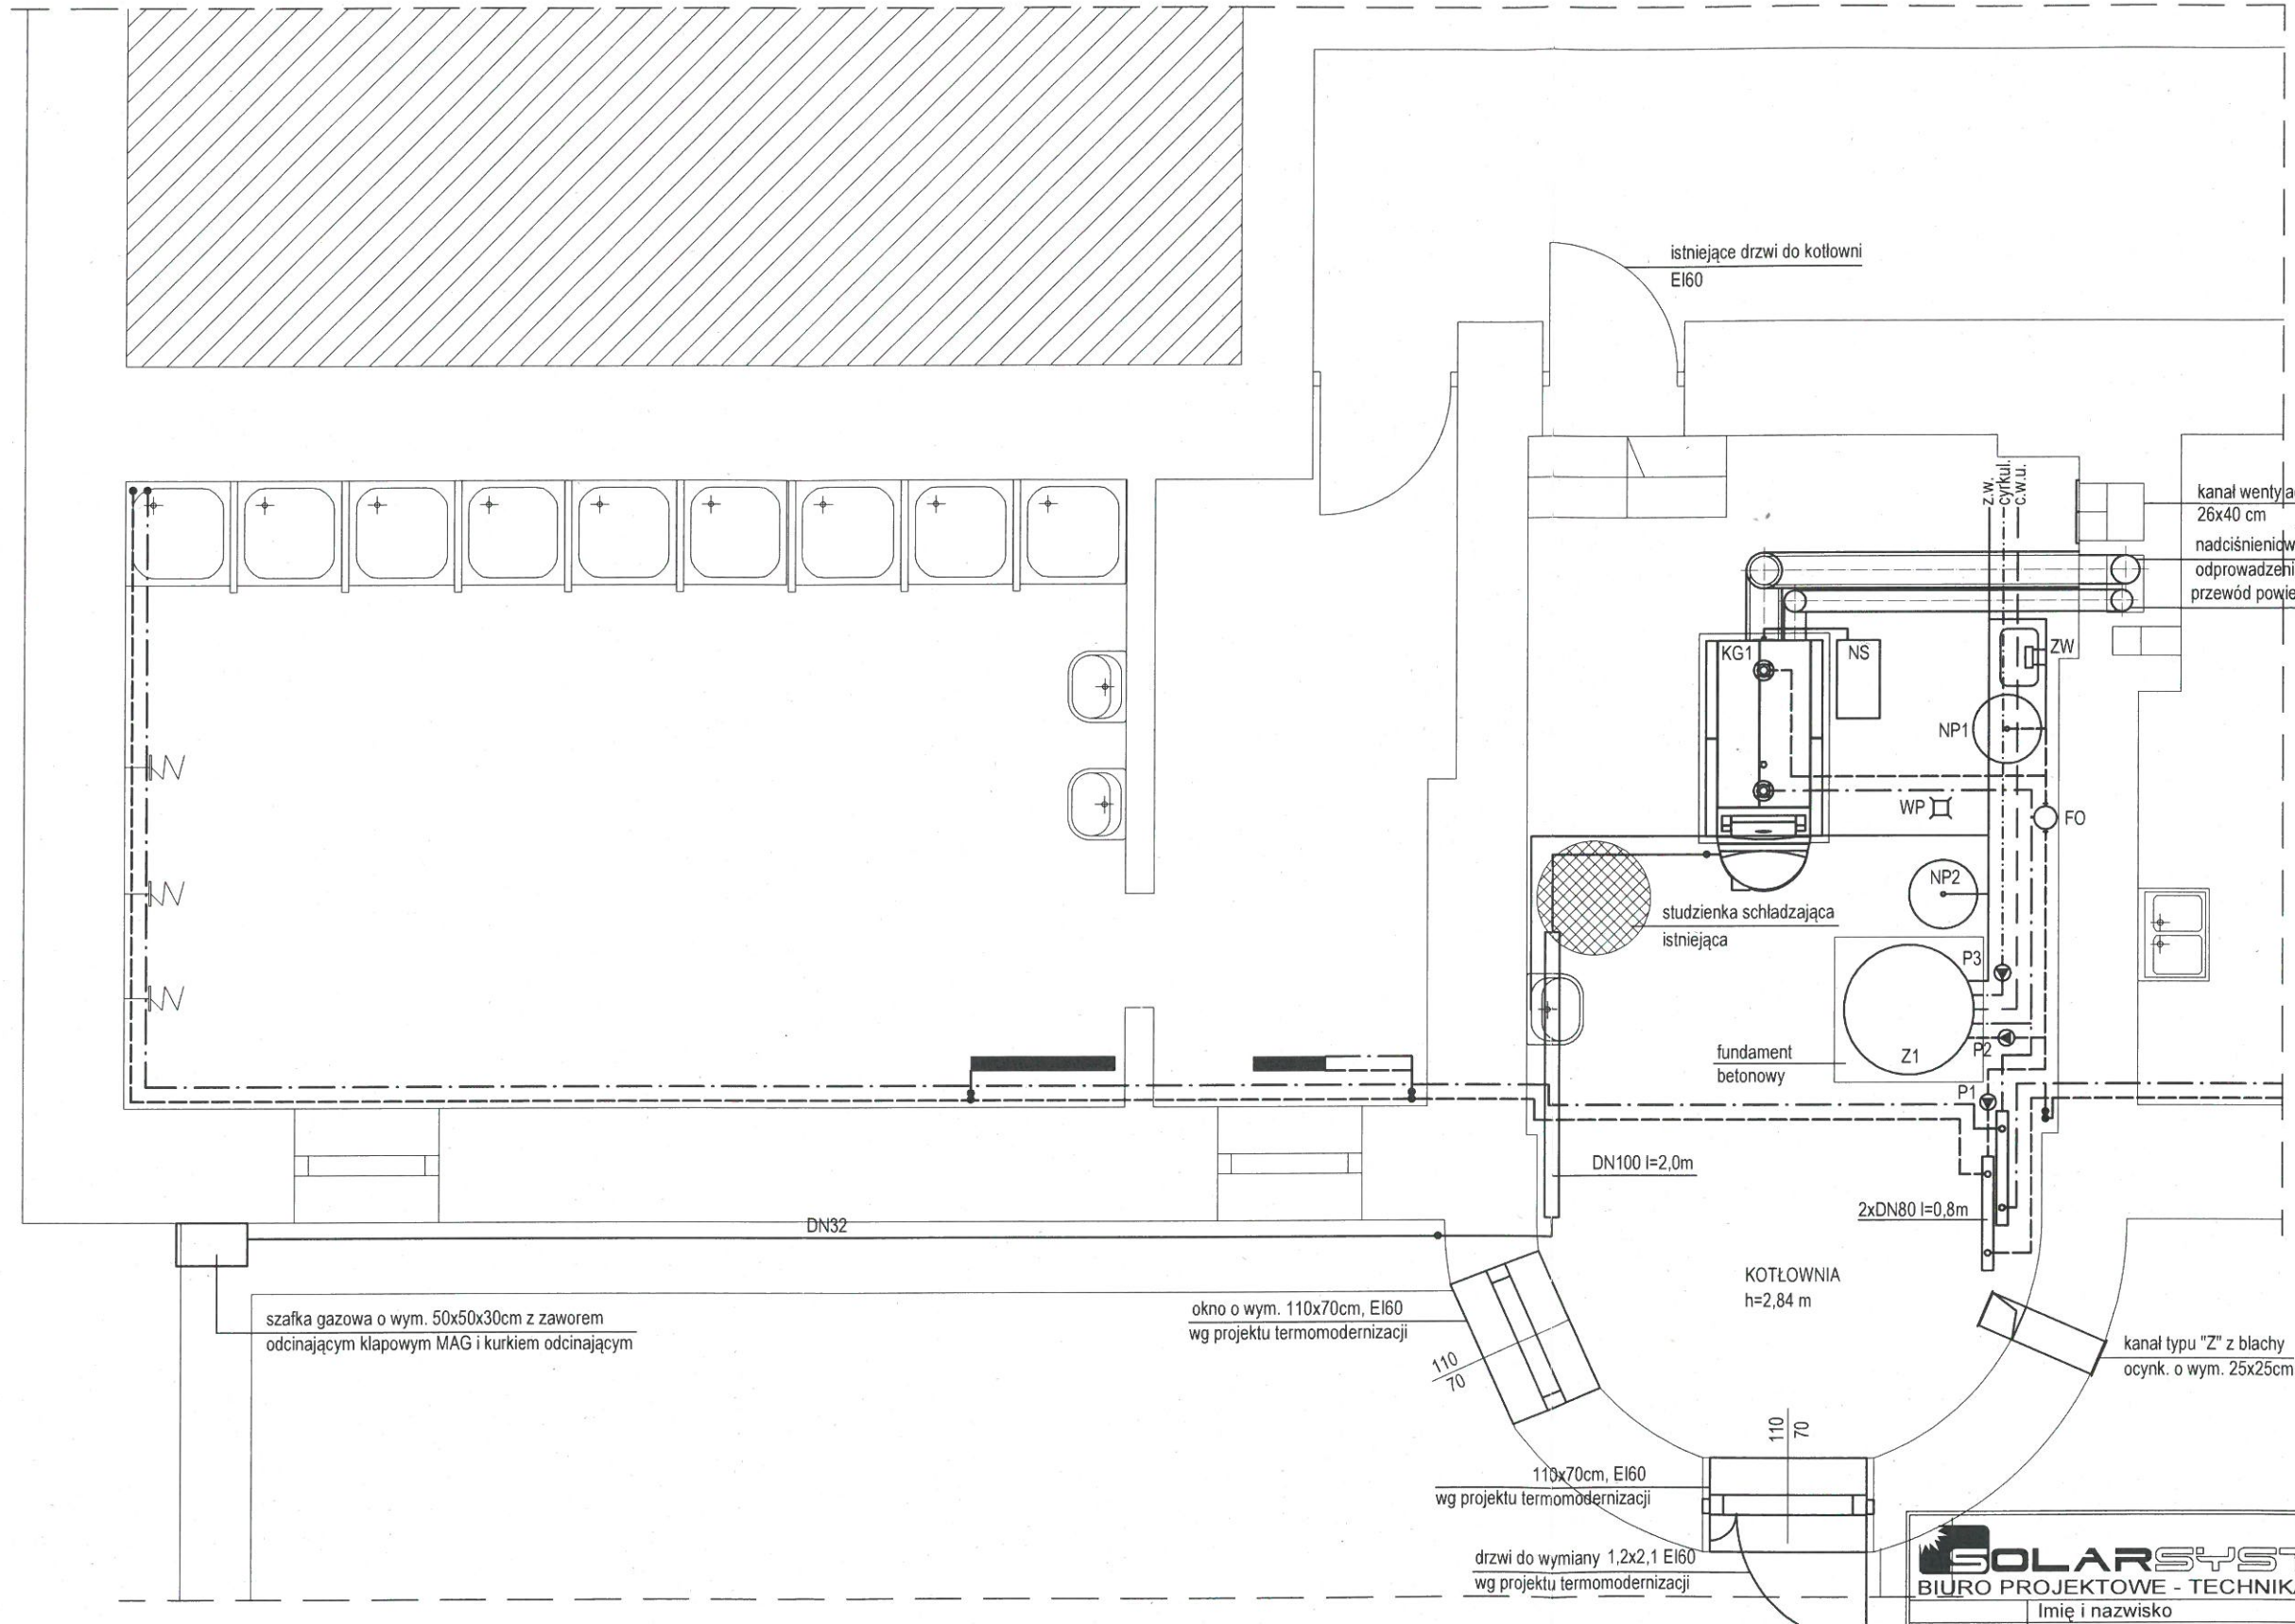 istniejące drzwi do kotłowni
EI60
z.w.
cyrkul.
c.w.u.
26x40 cm
KG1
NS
ZW
NP1
WP
FO
NP2
studzienka schładzająca
istniejąca
P3
fundament
betonowy
Z1
P2
P1
DN100 l=2,0m
2xDN80 l=0,8m
DN32
KOTŁOWNIA
h=2,84 m
szafka gazowa o wym. 50x50x30cm z zaworem
odcinającym klapowym MAG i kurkiem odcinającym
okno o wym. 110x70cm, EI60
wg projektu termomodernizacji
110
70
kanał typu "Z" z blachy
ocynk. o wym. 25x25cm
110
70
110x70cm, EI60
wg projektu termomodernizacji
drzwi do wymiany 1,2x2,1 EI60
wg projektu termomodernizacji
kanał
przewód
SOLARSYST
BIURO PROJEKTOWE - TECHNIK
Imię i nazwisko